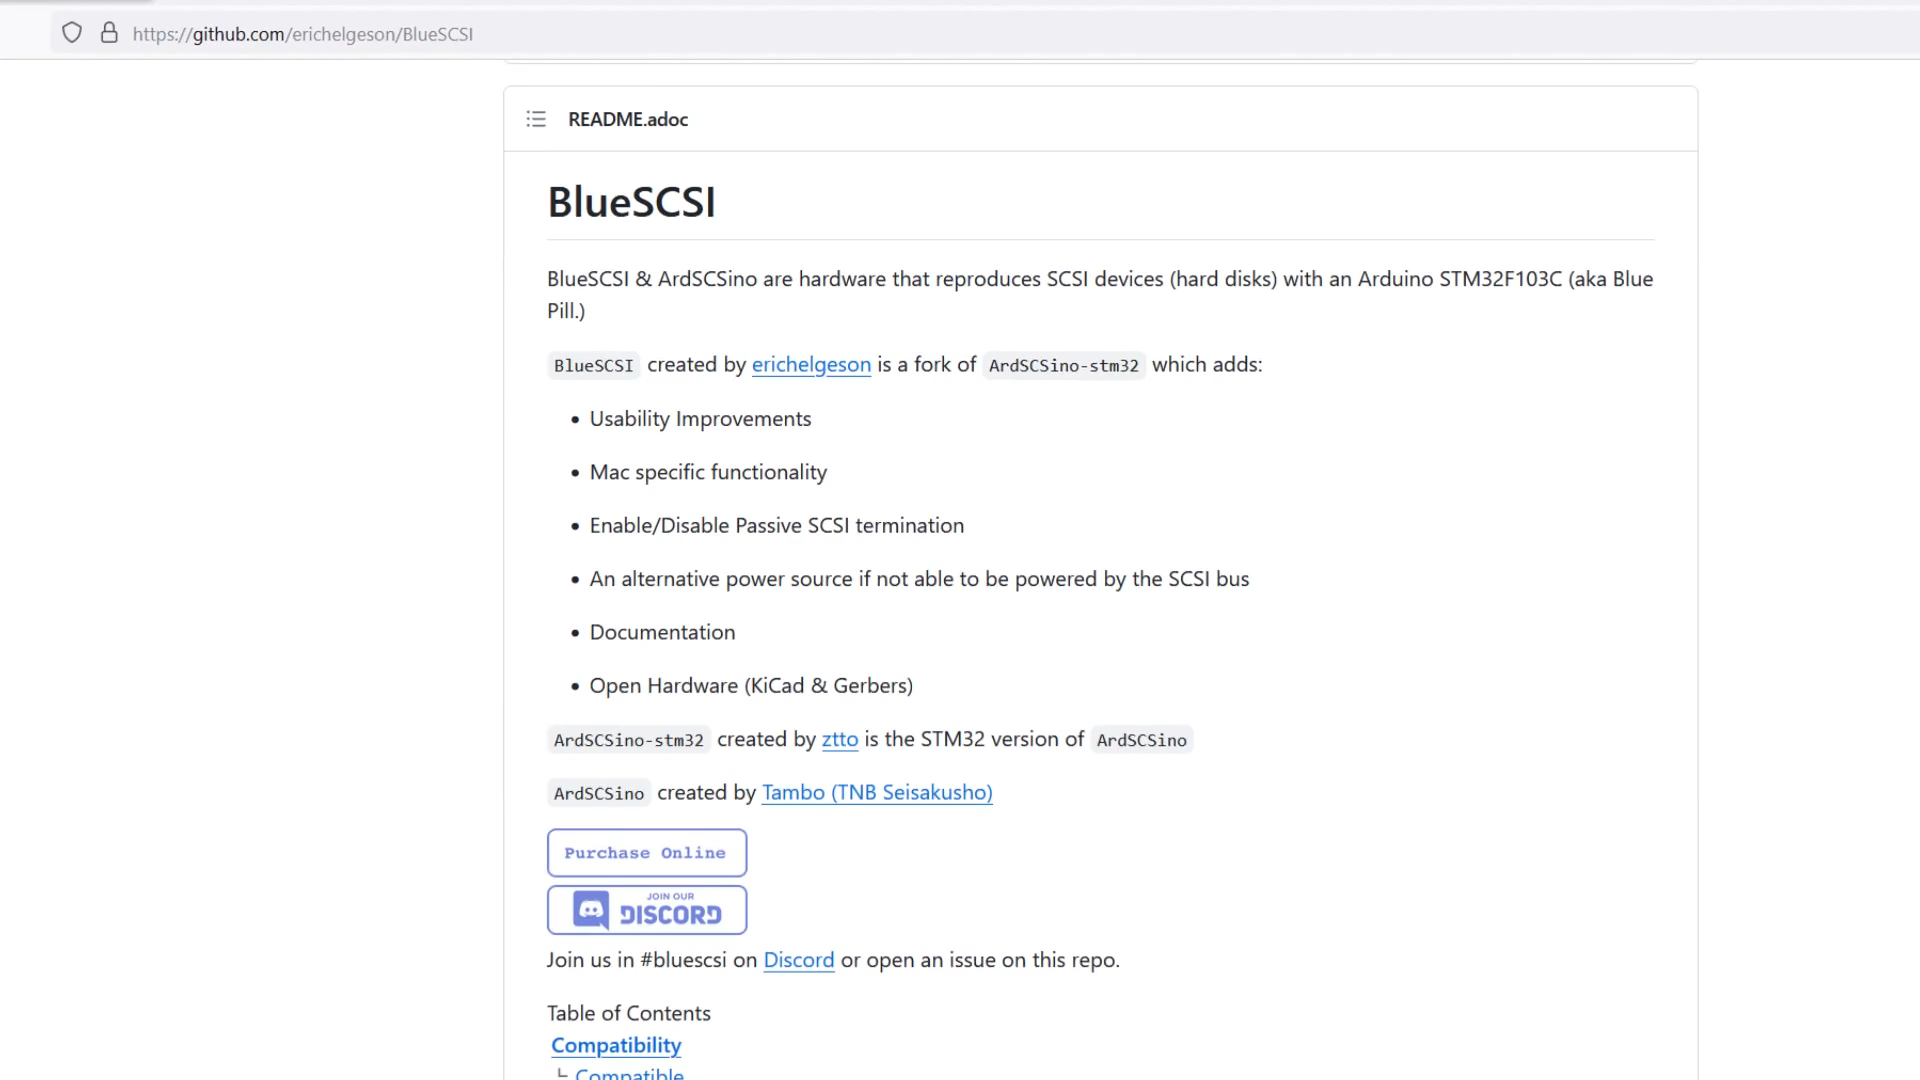 https://github.com/erichelgeson/BlueSCSI
README.adoc
BlueSCSI
BlueSCSI & ArdSCSino are hardware that reproduces SCSI devices (hard disks) with an Arduino STM32F103C (aka Blue
Pill.)
BlueSCSI created by erichelgeson is a fork of ArdSCSino-stm32 which adds:
• Usability Improvements
• Mac specific functionality
• Enable/Disable Passive SCSI termination
• An alternative power source if not able to be powered by the SCSI bus
• Documentation
• Open Hardware (KiCad & Gerbers)
ArdSCSino-stm32 created by ztto is the STM32 version of ArdSCSino
ArdSCSino created by Tambo (TNB Seisakusho)
Purchase Online
JOIN OUR
DISCORD
Join us in #bluescsi on Discord or open an issue on this repo.
Table of Contents
Compatibility
Compatible